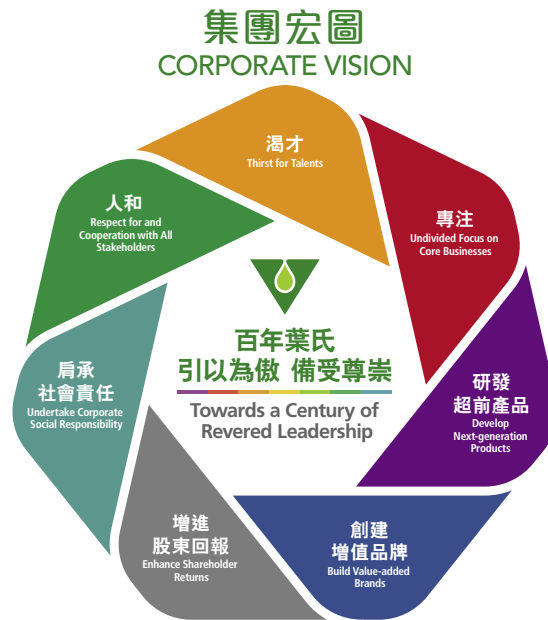 集團宏圖
CORPORATE VISION
渴才
Thirst for Talents
專注
Undivided Focus on
Core Businesses
研發
超前產品
Develop
Next-generation
Products
創建
增值品牌
Build Value-added
Brands
增進
股東回報
Enhance Shareholder
Returns
肩承
社會責任
Undertake Corporate
Social Responsibility
人和
Respect for and
Cooperation with All
Stakeholders
百年葉氏
引以為傲 備受尊崇
Towards a Century of
Revered Leadership